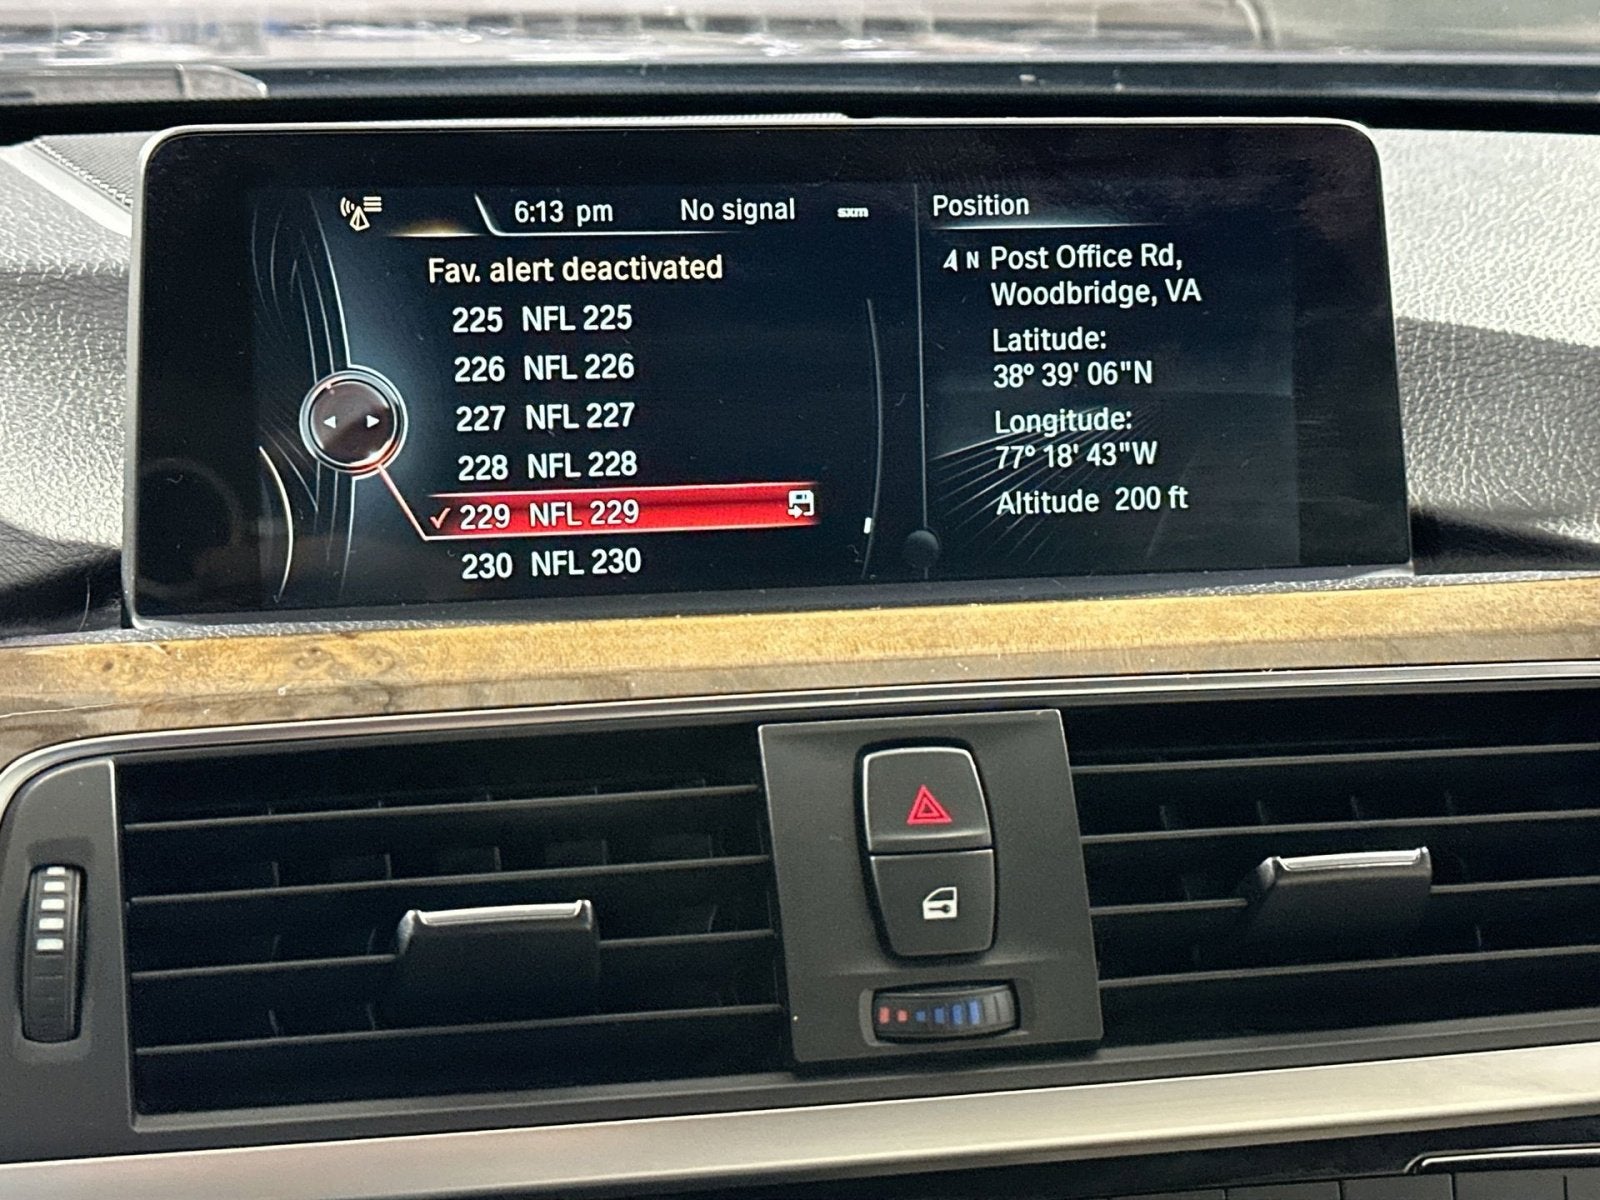 6:13 pm No signal sxm
Fav. alert deactivated
225 NFL 225
226 NFL 226
227 NFL 227
228 NFL 228
229 NFL 229
230 NFL 230
Position
N Post Office Rd,
Woodbridge, VA
Latitude:
38° 39' 06"N
Longitude:
77° 18' 43"W
Altitude 200 ft